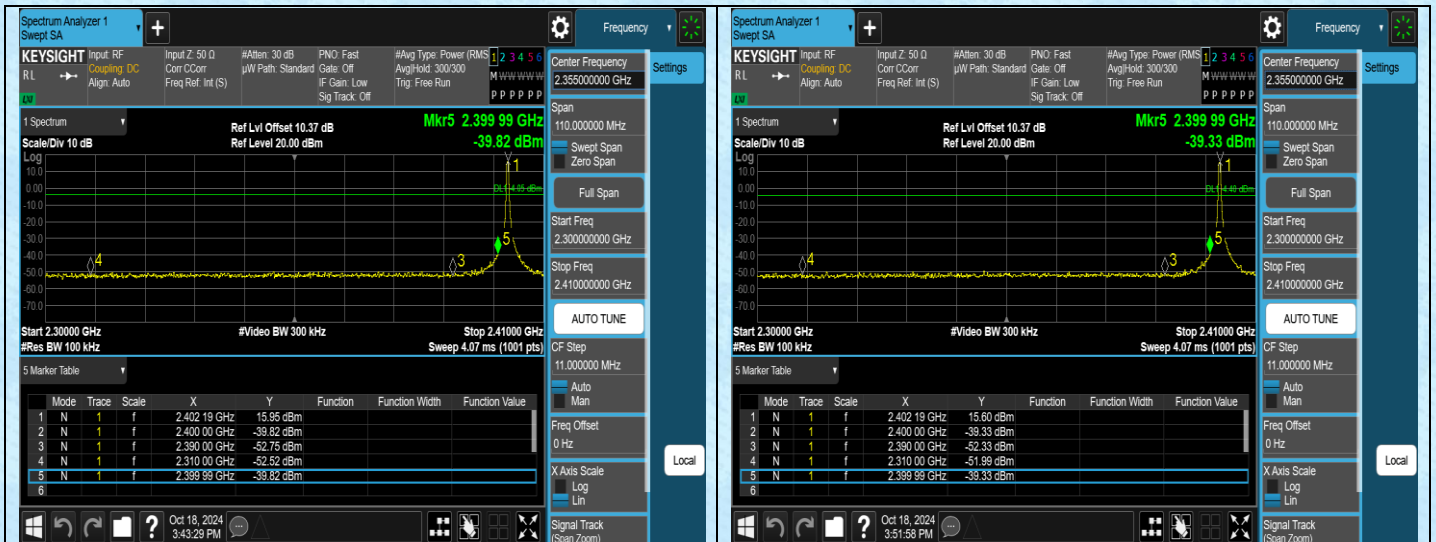 Spectrum Analyzer 1
Swept SA
+
Frequency
KEYSIGHT
RL
LXI
Input: RF
Coupling: DC
Align: Auto
Input Z: 50 Ω
Corr CCorr
Freq Ref: Int (S)
#Atten: 30 dB
µW Path: Standard
PNO: Fast
Gate: Off
IF Gain: Low
Sig Track: Off
#Avg Type: Power (RMS
Avg|Hold: 300/300
Trig: Free Run
1 2 3 4 5 6
M W W W W W
P P P P P P
1 Spectrum
Scale/Div 10 dB
Ref Lvl Offset 10.37 dB
Ref Level 20.00 dBm
Mkr5 2.399 99 GHz
-39.82 dBm
Log
10.0
0.00
-10.0
-20.0
-30.0
-40.0
-50.0
-60.0
-70.0
1
DL1 -4.05 dBm
5
4
3
Start 2.30000 GHz
#Res BW 100 kHz
#Video BW 300 kHz
Stop 2.41000 GHz
Sweep 4.07 ms (1001 pts)
5 Marker Table
Mode Trace Scale X Y Function Function Width Function Value
1 N 1 f 2.402 19 GHz 15.95 dBm
2 N 1 f 2.400 00 GHz -39.82 dBm
3 N 1 f 2.390 00 GHz -52.75 dBm
4 N 1 f 2.310 00 GHz -52.52 dBm
5 N 1 f 2.399 99 GHz -39.82 dBm
6
?
Oct 18, 2024
3:43:29 PM
Center Frequency
2.355000000 GHz
Span
110.000000 MHz
Swept Span
Zero Span
Full Span
Start Freq
2.300000000 GHz
Stop Freq
2.410000000 GHz
AUTO TUNE
CF Step
11.000000 MHz
Auto
Man
Freq Offset
0 Hz
X Axis Scale
Log
Lin
Signal Track
(Span Zoom)
Settings
Local
Spectrum Analyzer 1
Swept SA
+
Frequency
KEYSIGHT
RL
LXI
Input: RF
Coupling: DC
Align: Auto
Input Z: 50 Ω
Corr CCorr
Freq Ref: Int (S)
#Atten: 30 dB
µW Path: Standard
PNO: Fast
Gate: Off
IF Gain: Low
Sig Track: Off
#Avg Type: Power (RMS
Avg|Hold: 300/300
Trig: Free Run
1 2 3 4 5 6
M W W W W W
P P P P P P
1 Spectrum
Scale/Div 10 dB
Ref Lvl Offset 10.37 dB
Ref Level 20.00 dBm
Mkr5 2.399 99 GHz
-39.33 dBm
Log
10.0
0.00
-10.0
-20.0
-30.0
-40.0
-50.0
-60.0
-70.0
1
DL1 -4.40 dBm
5
4
3
Start 2.30000 GHz
#Res BW 100 kHz
#Video BW 300 kHz
Stop 2.41000 GHz
Sweep 4.07 ms (1001 pts)
5 Marker Table
Mode Trace Scale X Y Function Function Width Function Value
1 N 1 f 2.402 19 GHz 15.60 dBm
2 N 1 f 2.400 00 GHz -39.33 dBm
3 N 1 f 2.390 00 GHz -52.33 dBm
4 N 1 f 2.310 00 GHz -51.99 dBm
5 N 1 f 2.399 99 GHz -39.33 dBm
6
?
Oct 18, 2024
3:51:58 PM
Center Frequency
2.355000000 GHz
Span
110.000000 MHz
Swept Span
Zero Span
Full Span
Start Freq
2.300000000 GHz
Stop Freq
2.410000000 GHz
AUTO TUNE
CF Step
11.000000 MHz
Auto
Man
Freq Offset
0 Hz
X Axis Scale
Log
Lin
Signal Track
(Span Zoom)
Settings
Local